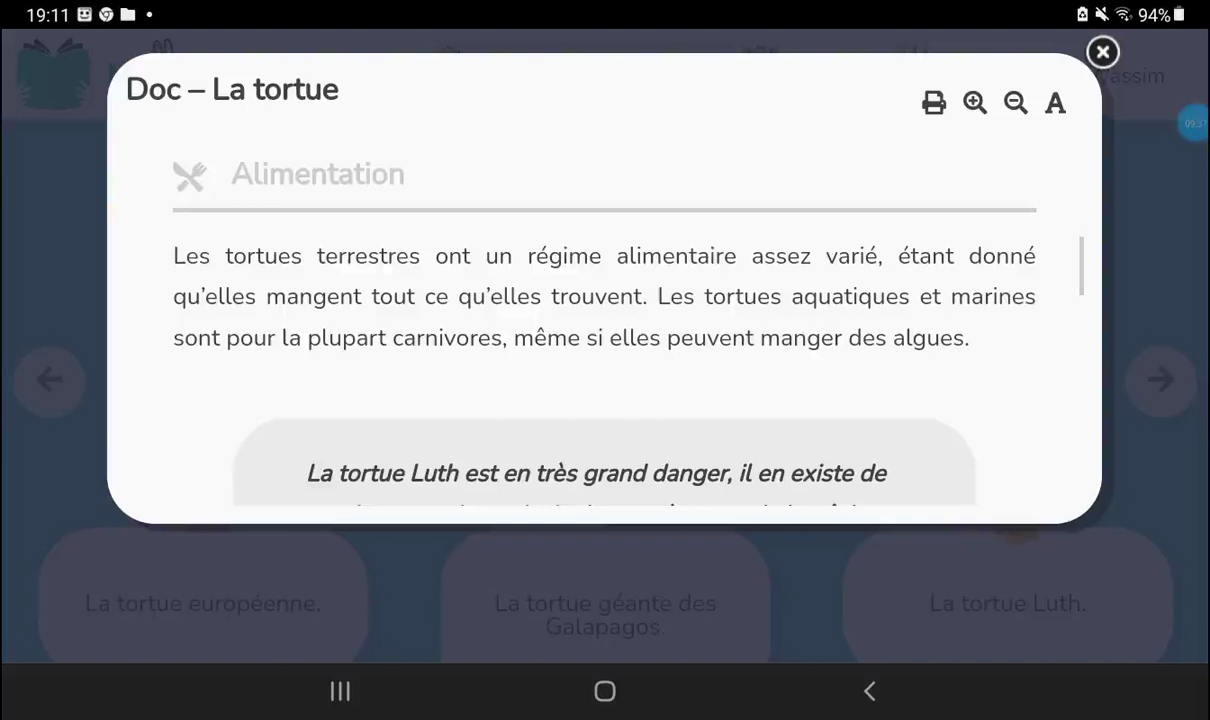 19:11
94%
assim
Doc – La tortue
A
09:3
Alimentation
Les tortues terrestres ont un régime alimentaire assez varié, étant donné
qu'elles mangent tout ce qu'elles trouvent. Les tortues aquatiques et marines
sont pour la plupart carnivores, même si elles peuvent manger des algues.
La tortue Luth est en très grand danger, il en existe de
La tortue européenne.
La tortue géante des
Galapagos.
La tortue Luth.